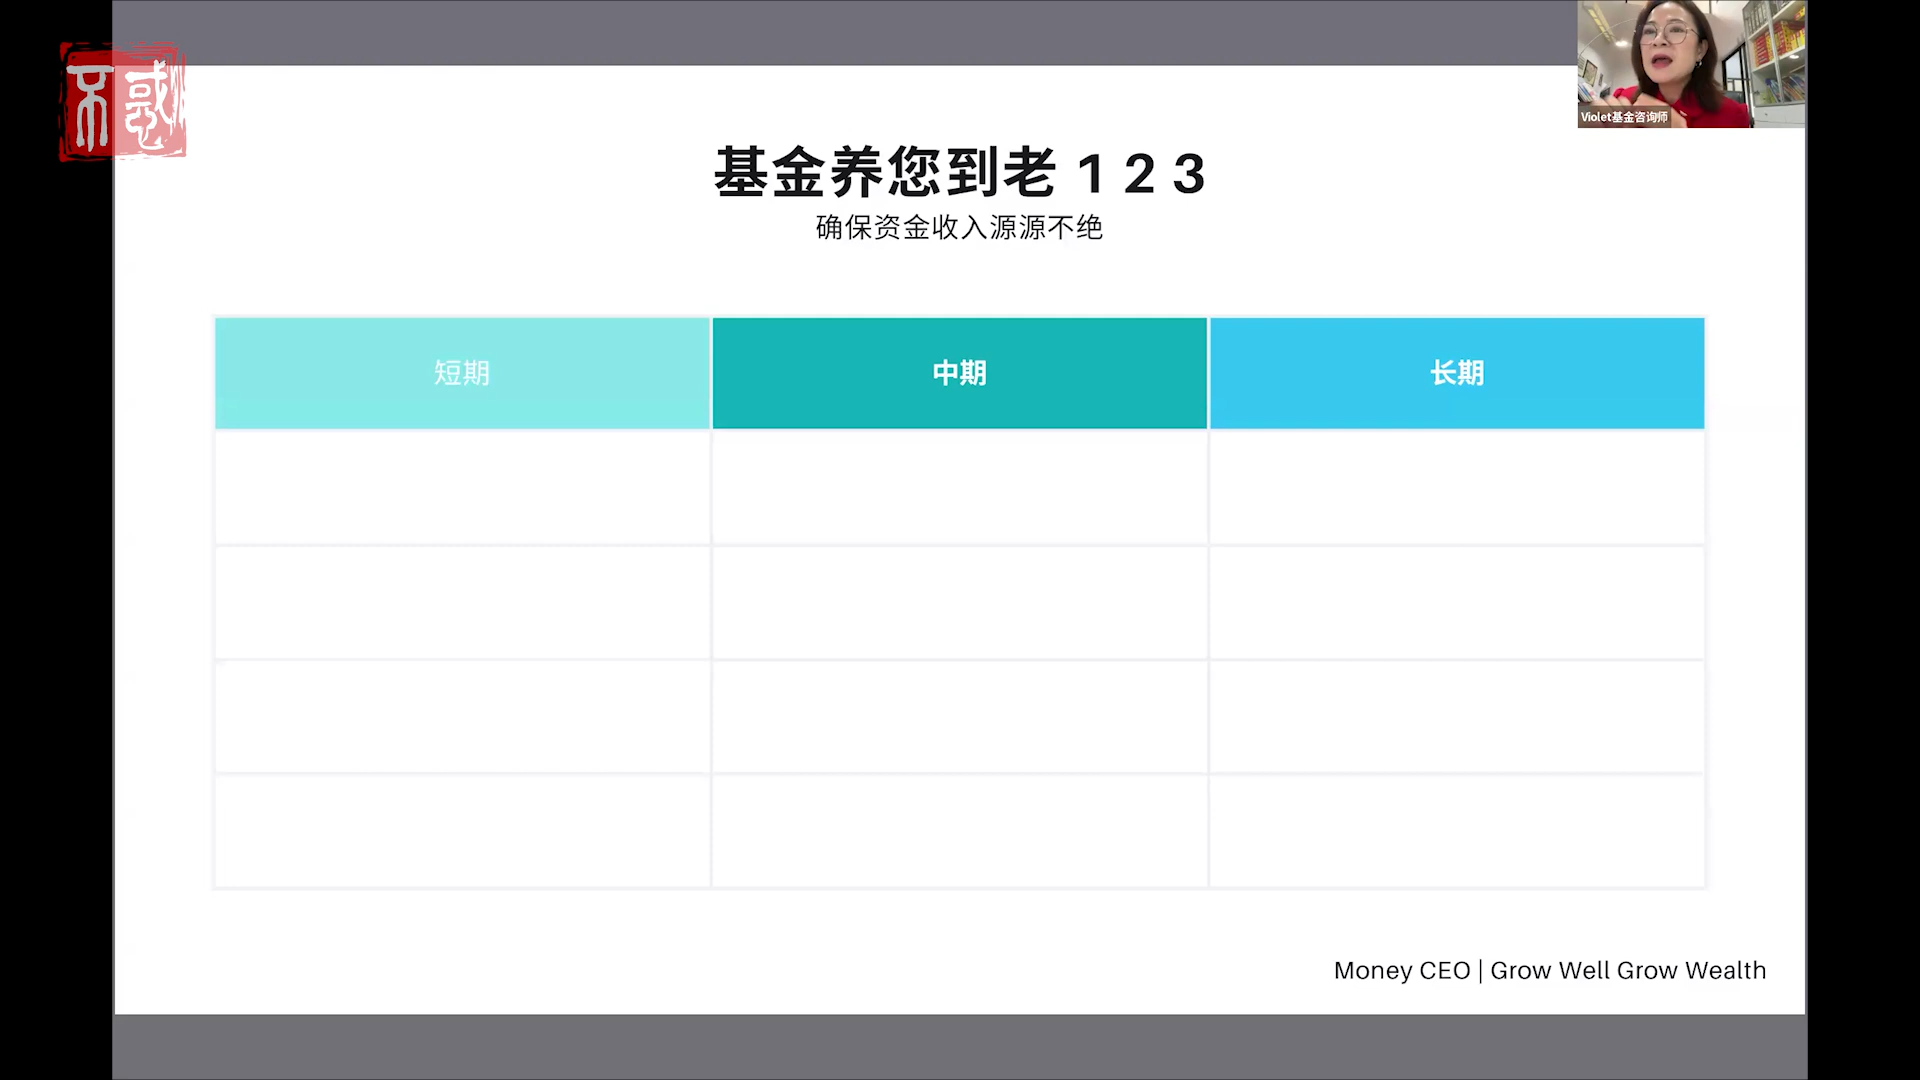 不惑
Violet基金咨询师
基金养您到老 1 2 3
确保资金收入源源不绝
短期
中期
长期
Money CEO | Grow Well Grow Wealth